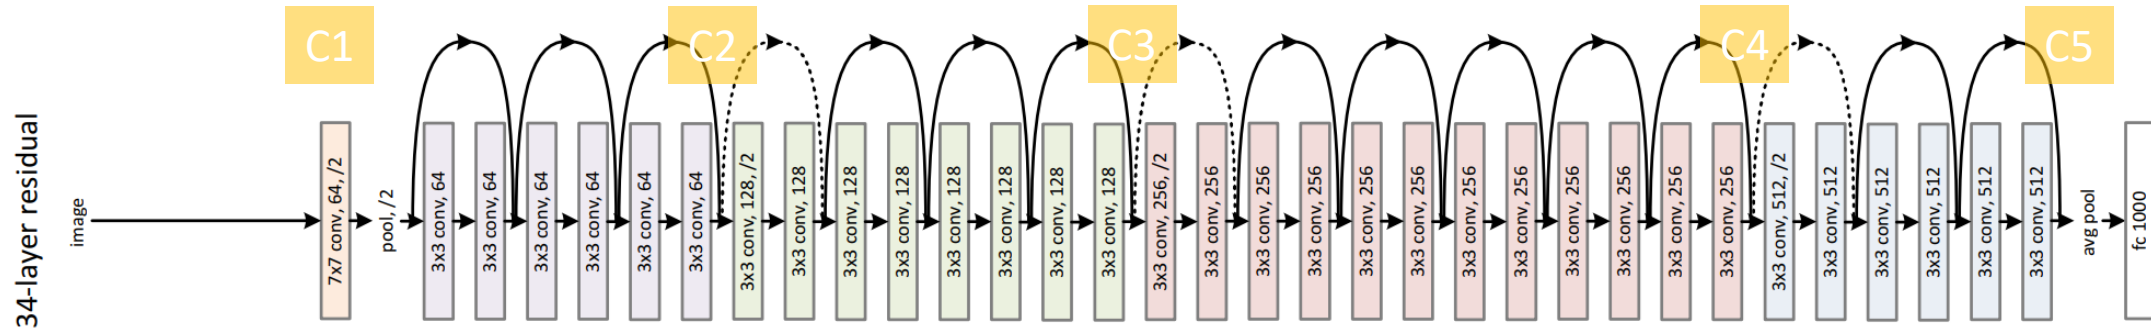 34-layer residual
image
C1
7x7 conv, 64, /2
pool, /2
3x3 conv, 64
3x3 conv, 64
3x3 conv, 64
3x3 conv, 64
3x3 conv, 64
3x3 conv, 64
C2
3x3 conv, 128, /2
3x3 conv, 128
3x3 conv, 128
3x3 conv, 128
3x3 conv, 128
3x3 conv, 128
3x3 conv, 128
3x3 conv, 128
C3
3x3 conv, 256, /2
3x3 conv, 256
3x3 conv, 256
3x3 conv, 256
3x3 conv, 256
3x3 conv, 256
3x3 conv, 256
3x3 conv, 256
3x3 conv, 256
3x3 conv, 256
3x3 conv, 256
3x3 conv, 256
C4
3x3 conv, 512, /2
3x3 conv, 512
3x3 conv, 512
3x3 conv, 512
3x3 conv, 512
3x3 conv, 512
C5
avg pool
fc 1000